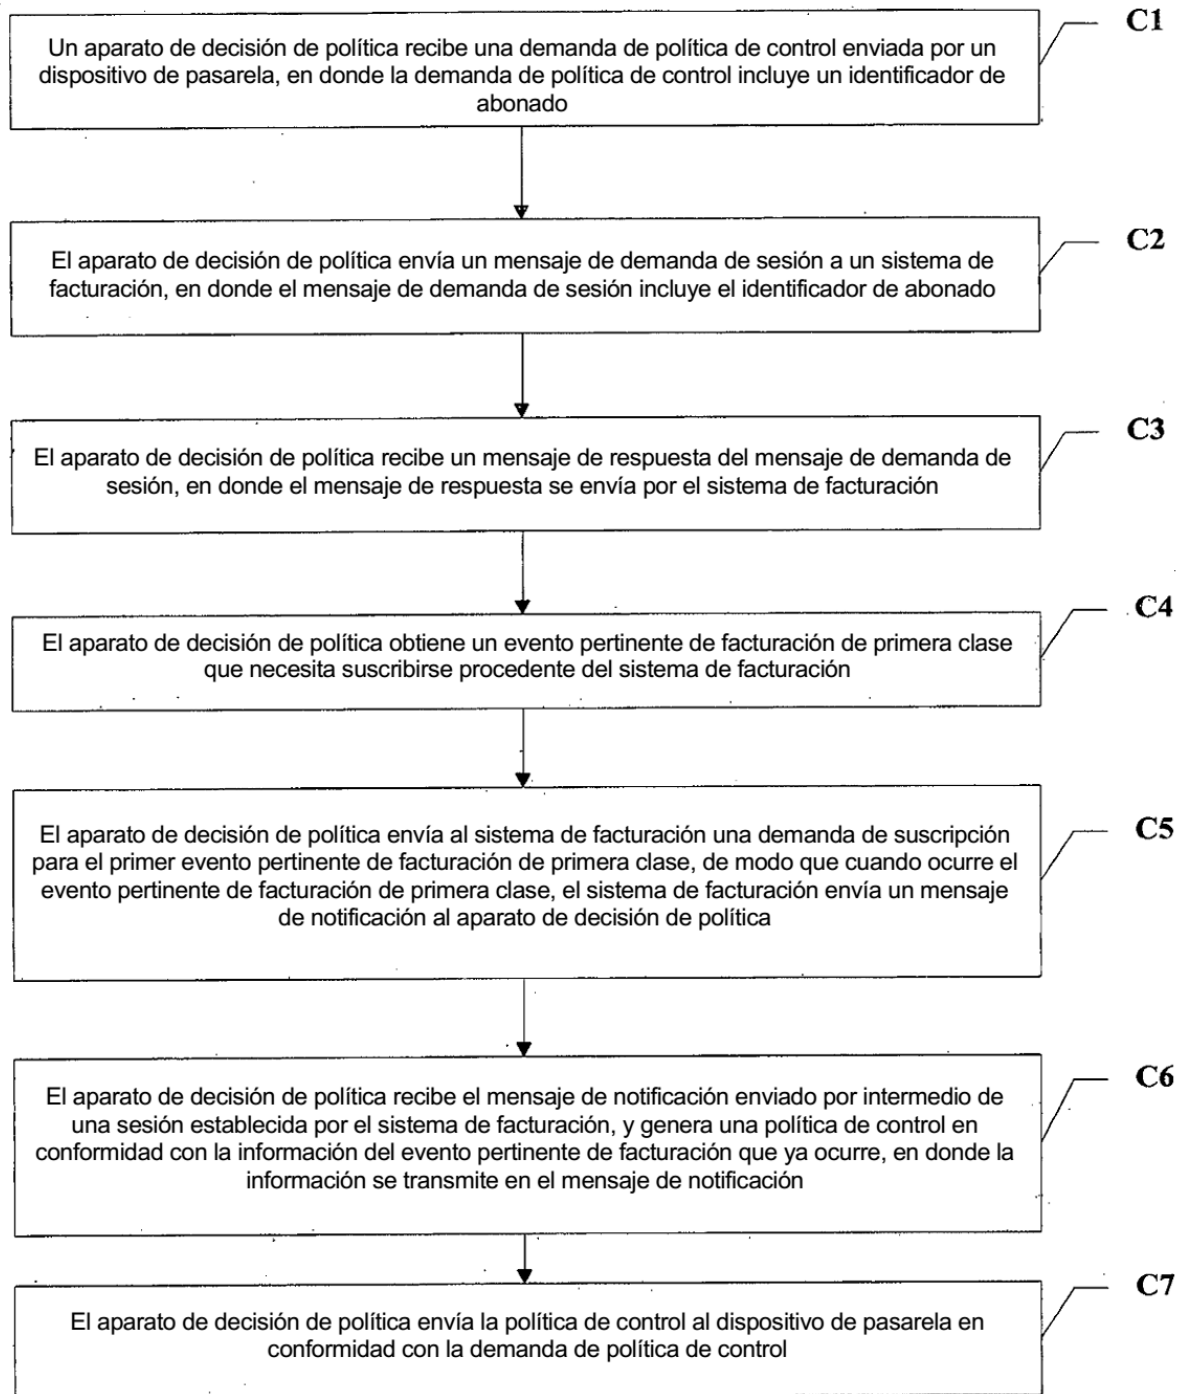 C1
Un aparato de decisión de política recibe una demanda de política de control enviada por un
dispositivo de pasarela, en donde la demanda de política de control incluye un identificador de
abonado
C2
El aparato de decisión de política envía un mensaje de demanda de sesión a un sistema de
facturación, en donde el mensaje de demanda de sesión incluye el identificador de abonado
C3
El aparato de decisión de política recibe un mensaje de respuesta del mensaje de demanda de
sesión, en donde el mensaje de respuesta se envía por el sistema de facturación
C4
El aparato de decisión de política obtiene un evento pertinente de facturación de primera clase
que necesita suscribirse procedente del sistema de facturación
C5
El aparato de decisión de política envía al sistema de facturación una demanda de suscripción
para el primer evento pertinente de facturación de primera clase, de modo que cuando ocurre el
evento pertinente de facturación de primera clase, el sistema de facturación envía un mensaje
de notificación al aparato de decisión de política
C6
El aparato de decisión de política recibe el mensaje de notificación enviado por intermedio de
una sesión establecida por el sistema de facturación, y genera una política de control en
conformidad con la información del evento pertinente de facturación que ya ocurre, en donde la
información se transmite en el mensaje de notificación
C7
El aparato de decisión de política envía la política de control al dispositivo de pasarela en
conformidad con la demanda de política de control